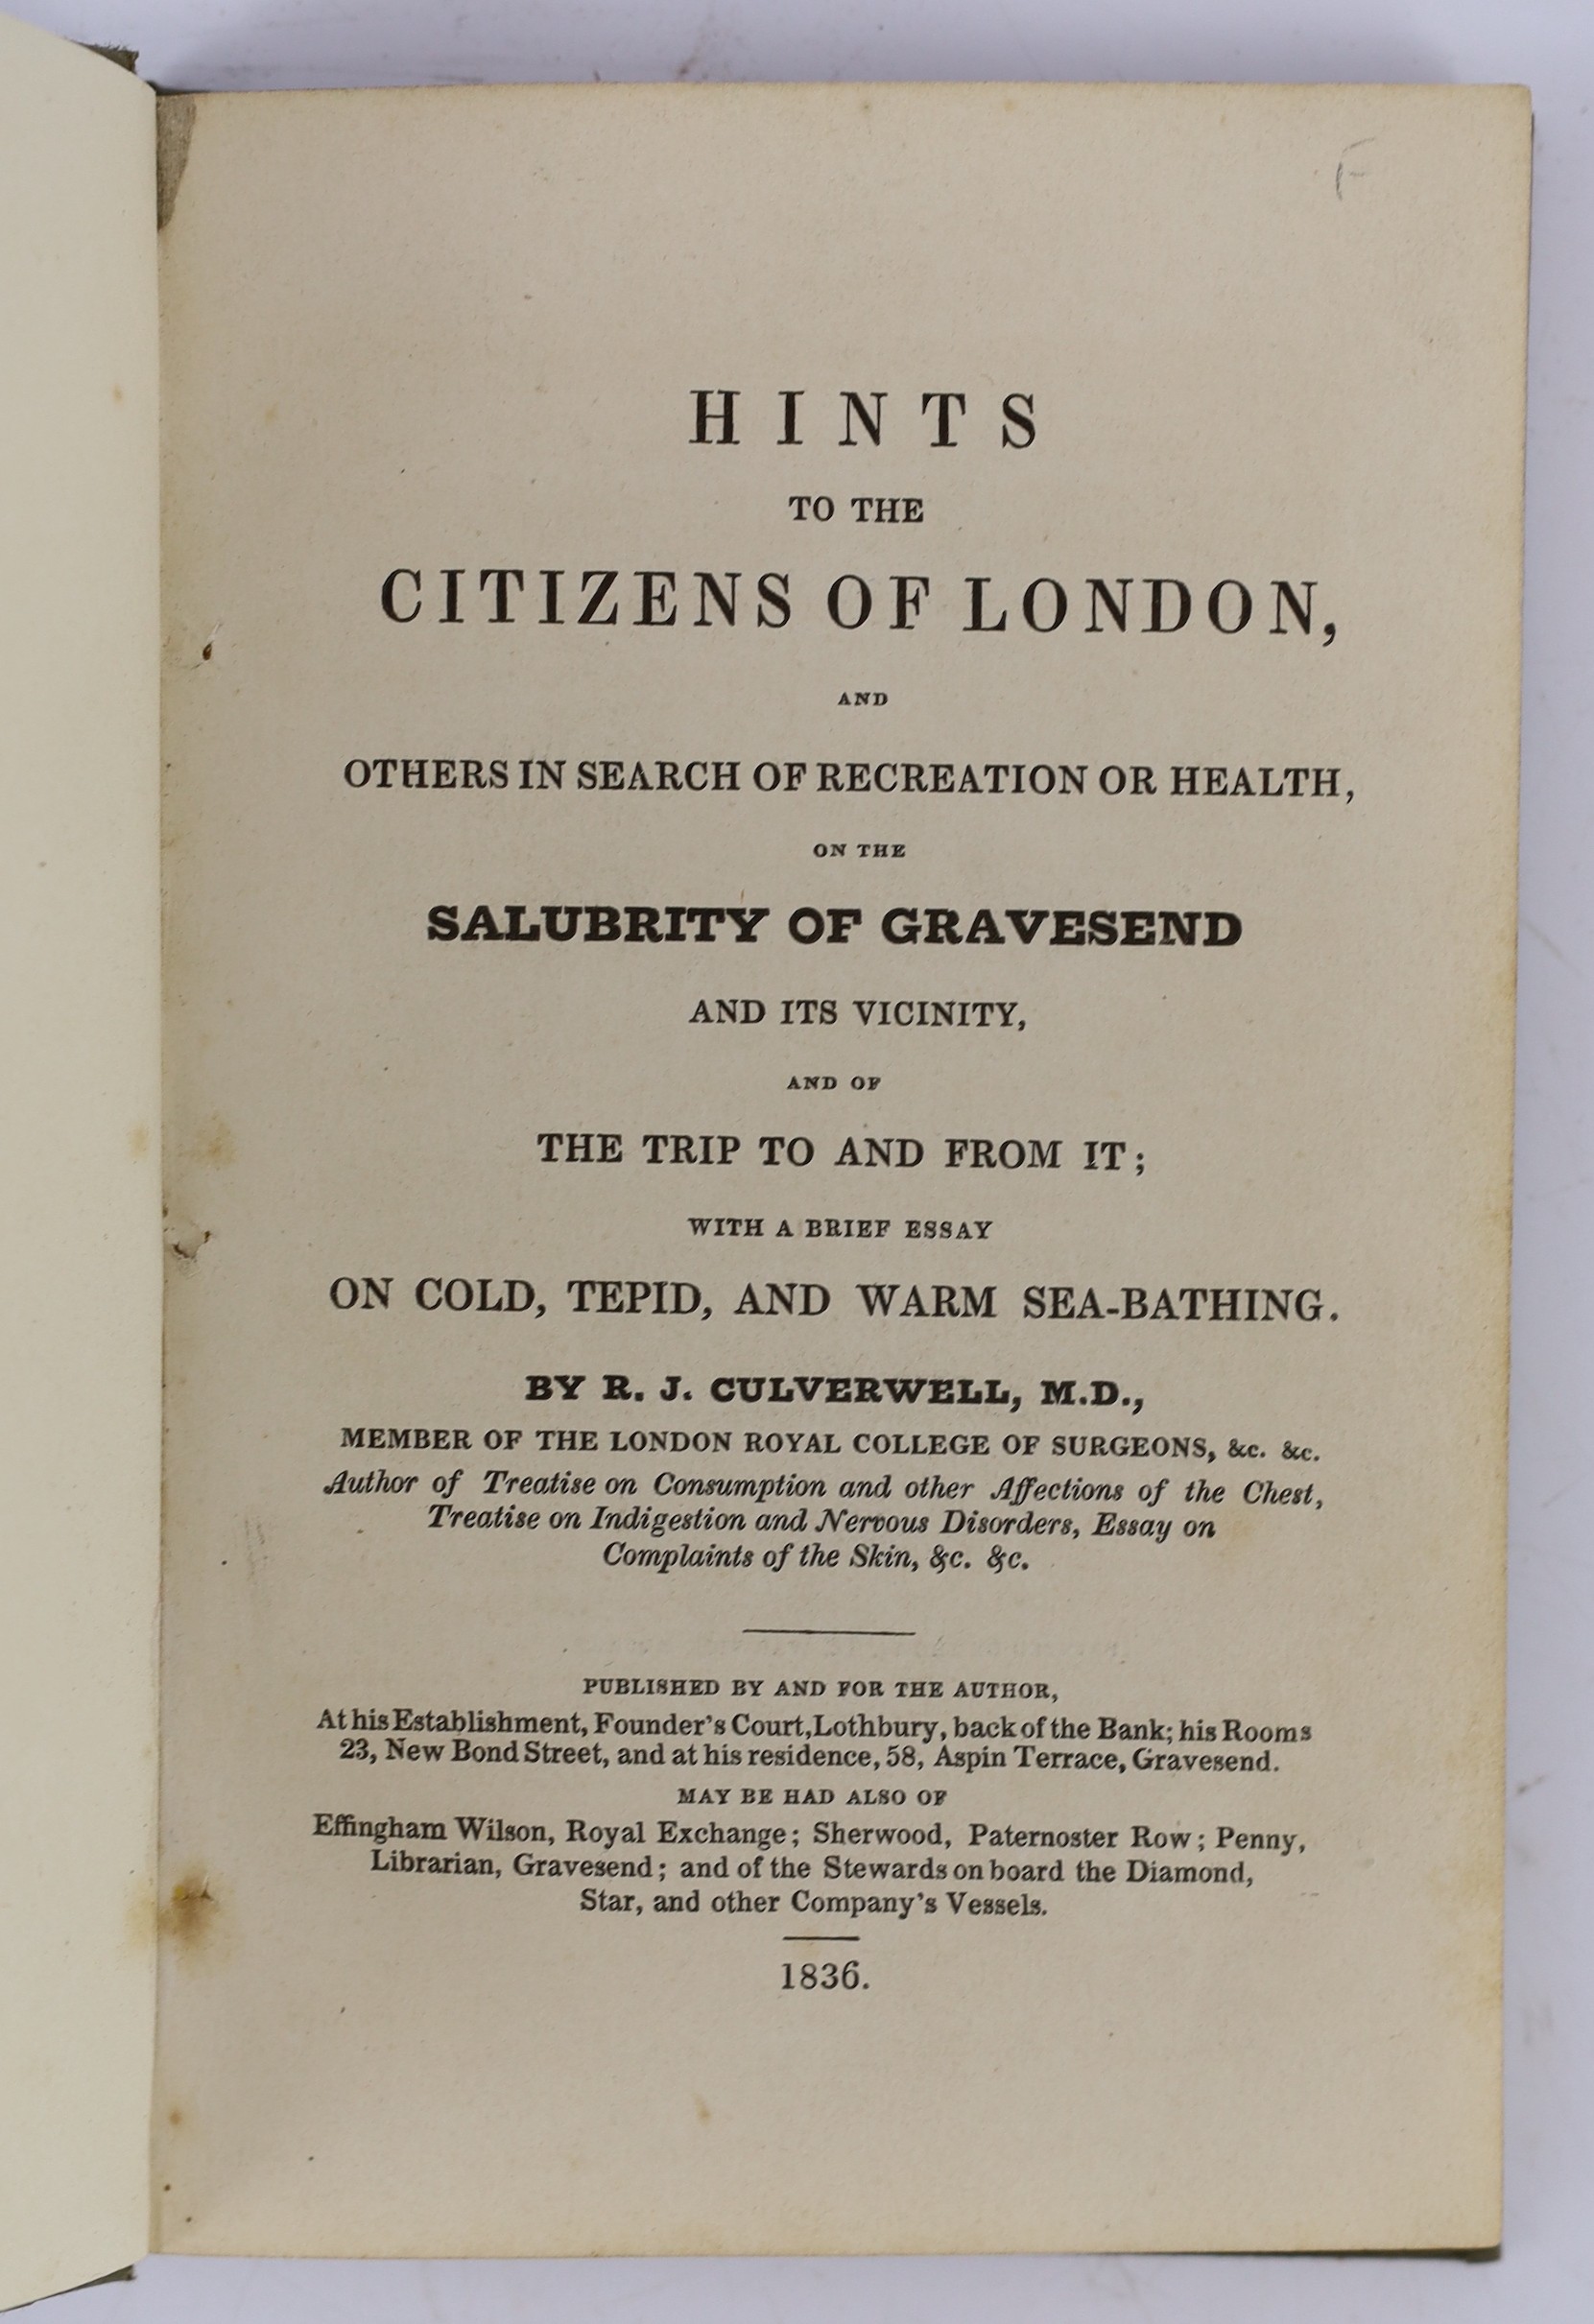 F
HINTS
TO THE
CITIZENS OF LONDON,
AND
OTHERS IN SEARCH OF RECREATION OR HEALTH,
ON THE
SALUBRITY OF GRAVESEND
AND ITS VICINITY,
AND OF
THE TRIP TO AND FROM IT;
WITH A BRIEF ESSAY
ON COLD, TEPID, AND WARM SEA-BATHING.
BY R. J. CULVERWELL, M.D.,
MEMBER OF THE LONDON ROYAL COLLEGE OF SURGEONS, &c. &c.
Author of Treatise on Consumption and other Affections of the Chest,
Treatise on Indigestion and Nervous Disorders, Essay on
Complaints of the Skin, &c. &c.
PUBLISHED BY AND FOR THE AUTHOR,
At his Establishment, Founder's Court, Lothbury, back of the Bank; his Rooms
23, New Bond Street, and at his residence, 58, Aspin Terrace, Gravesend.
MAY BE HAD ALSO OF
Effingham Wilson, Royal Exchange; Sherwood, Paternoster Row; Penny,
Librarian, Gravesend; and of the Stewards on board the Diamond,
Star, and other Company's Vessels.
1836.